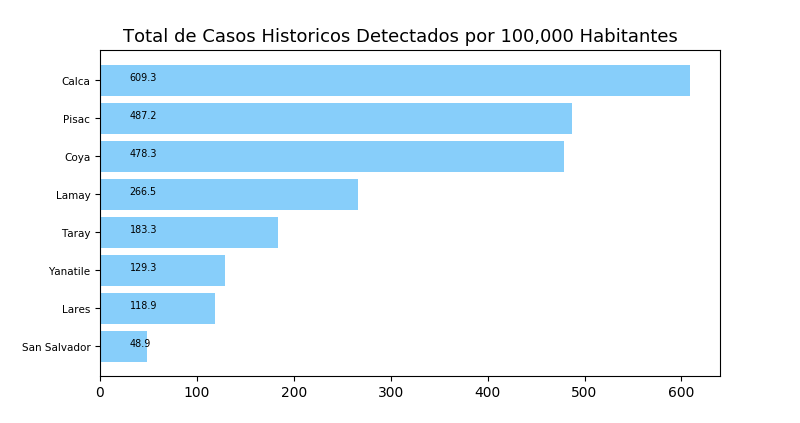 Total de Casos Historicos Detectados por 100,000 Habitantes
Calca 609.3
Pisac 487.2
Coya 478.3
Lamay 266.5
Taray 183.3
Yanatile 129.3
Lares 118.9
San Salvador 48.9
0 100 200 300 400 500 600